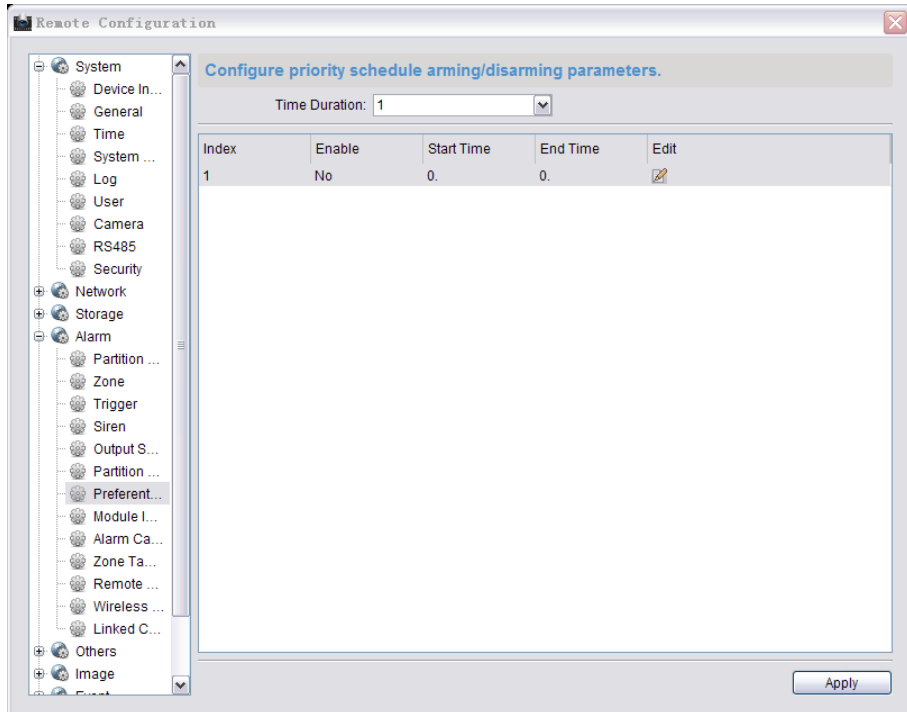 Remote Configuration
System
Device In...
General
Time
System ...
Log
User
Camera
RS485
Security
Network
Storage
Alarm
Partition ...
Zone
Trigger
Siren
Output S...
Partition ...
Preferent...
Module I...
Alarm Ca...
Zone Ta...
Remote ...
Wireless ...
Linked C...
Others
Image
Event
Configure priority schedule arming/disarming parameters.
Time Duration: 1
Index Enable Start Time End Time Edit
1 No 0. 0.
Apply